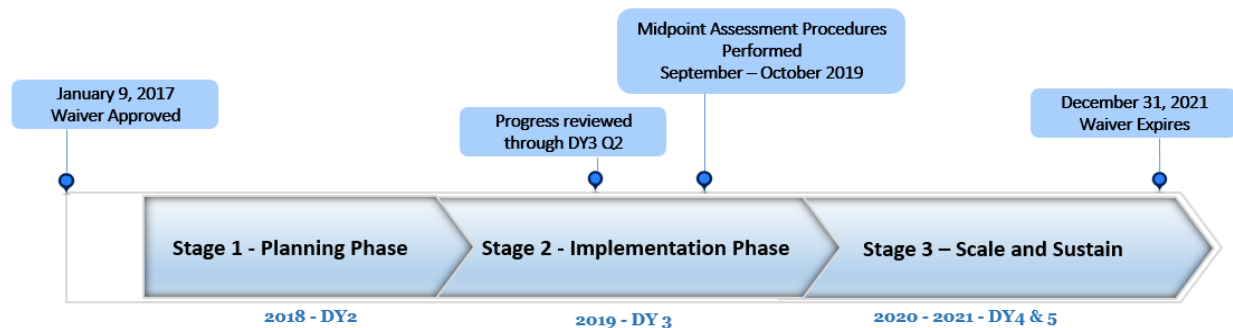 Midpoint Assessment Procedures
Performed
September – October 2019
January 9, 2017
Waiver Approved
Progress reviewed
through DY3 Q2
December 31, 2021
Waiver Expires
Stage 1 - Planning Phase
Stage 2 - Implementation Phase
Stage 3 – Scale and Sustain
2018 - DY2
2019 - DY 3
2020 - 2021 - DY4 & 5